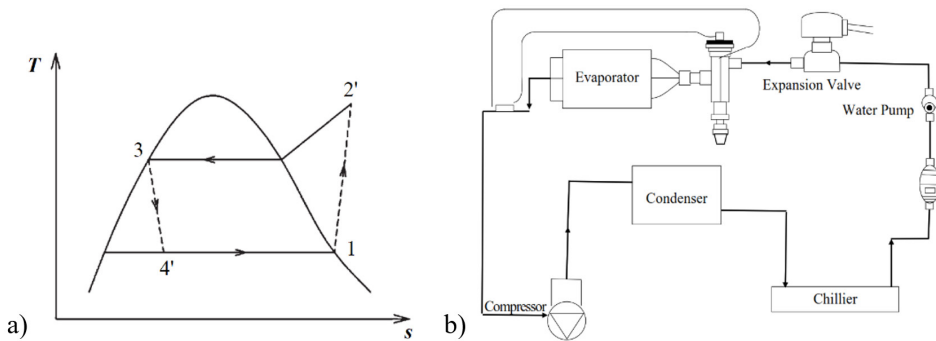 T
2'
3
1
4'
s
a)
Evaporator
Expansion Valve
Water Pump
Condenser
Compressor
Chillier
b)